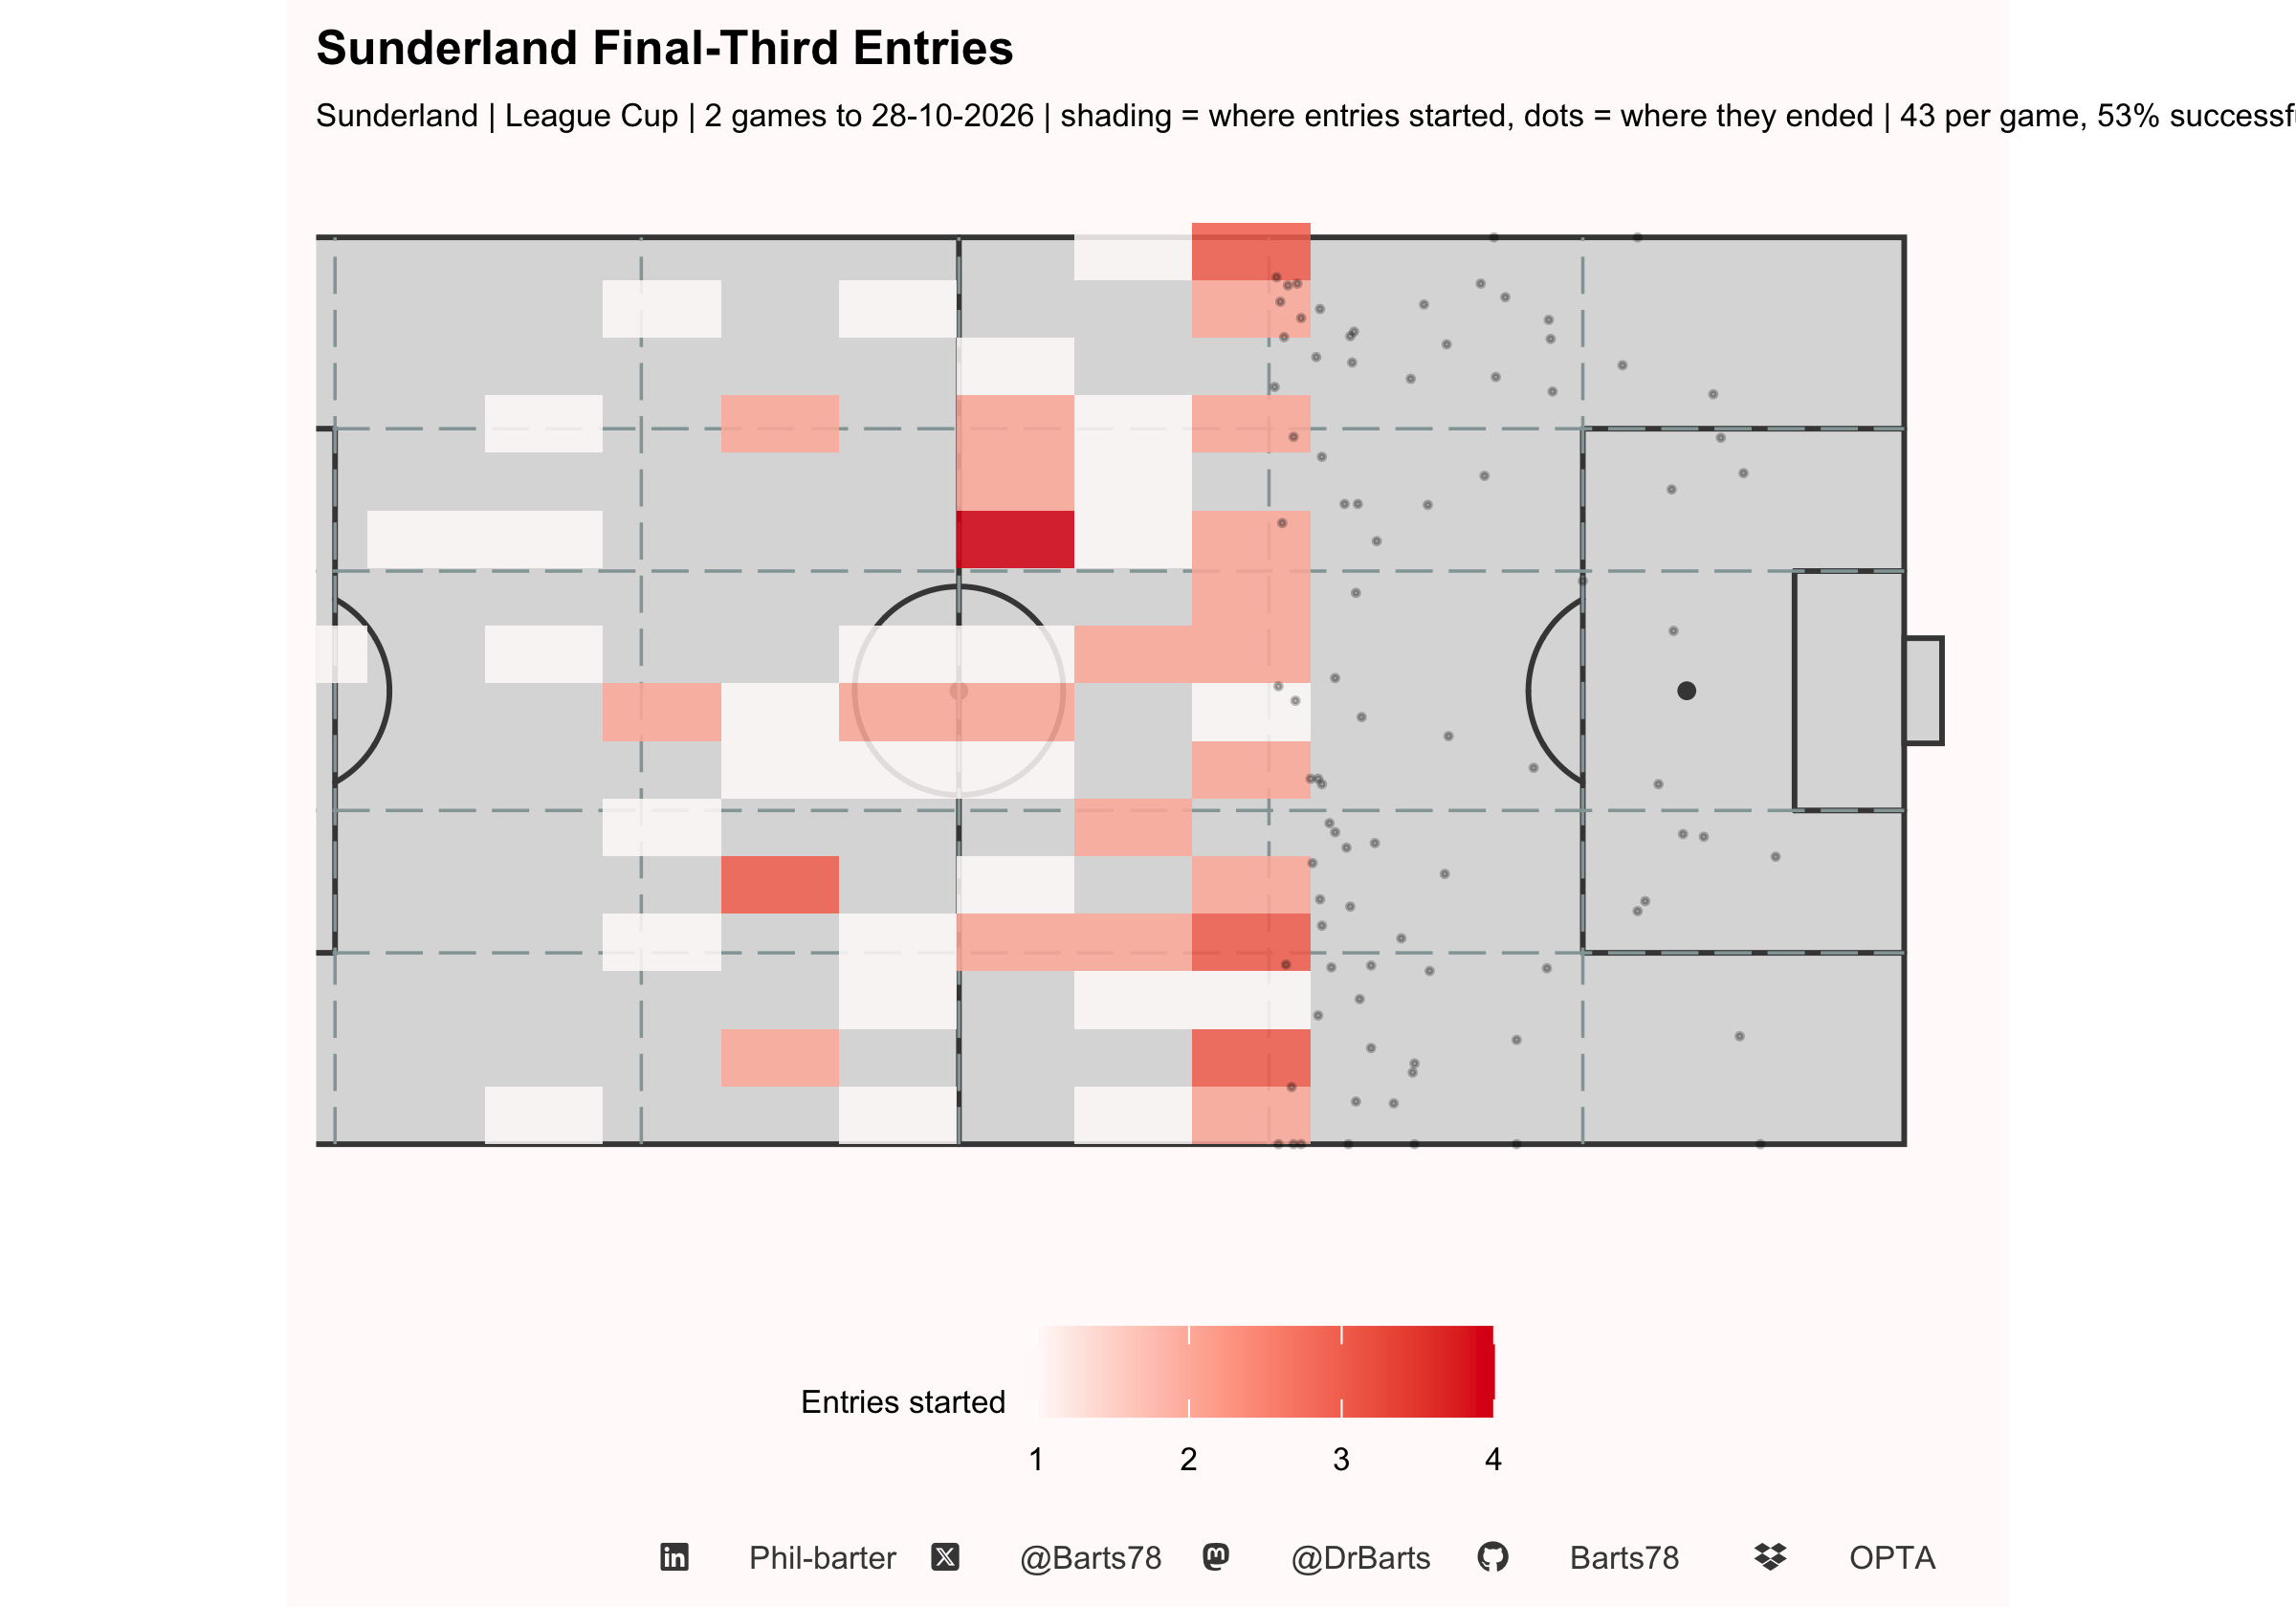 Sunderland Final-Third Entries
Sunderland | League Cup | 2 games to 28-10-2026 | shading = where entries started, dots = where they ended | 43 per game, 53% successf
Entries started
1 2 3 4
Phil-barter @Barts78 @DrBarts Barts78 OPTA